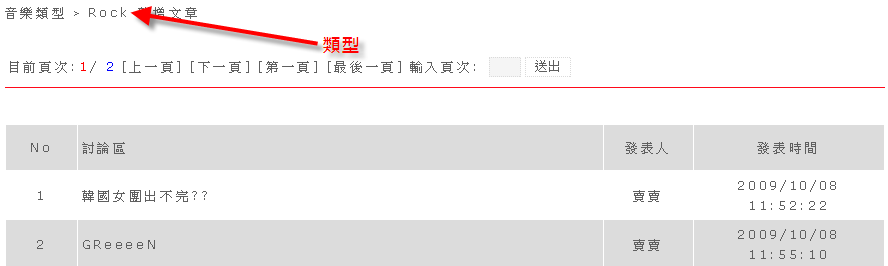 音樂類型 > Rock 新增文章
類型
目前頁次:1/ 2 [上一頁] [下一頁] [第一頁] [最後一頁] 輸入頁次: 送出
No 討論區 發表人 發表時間
1 韓國女團出不完?? 賣賣 2009/10/08
11:52:22
2 GReeeeN 賣賣 2009/10/08
11:55:10